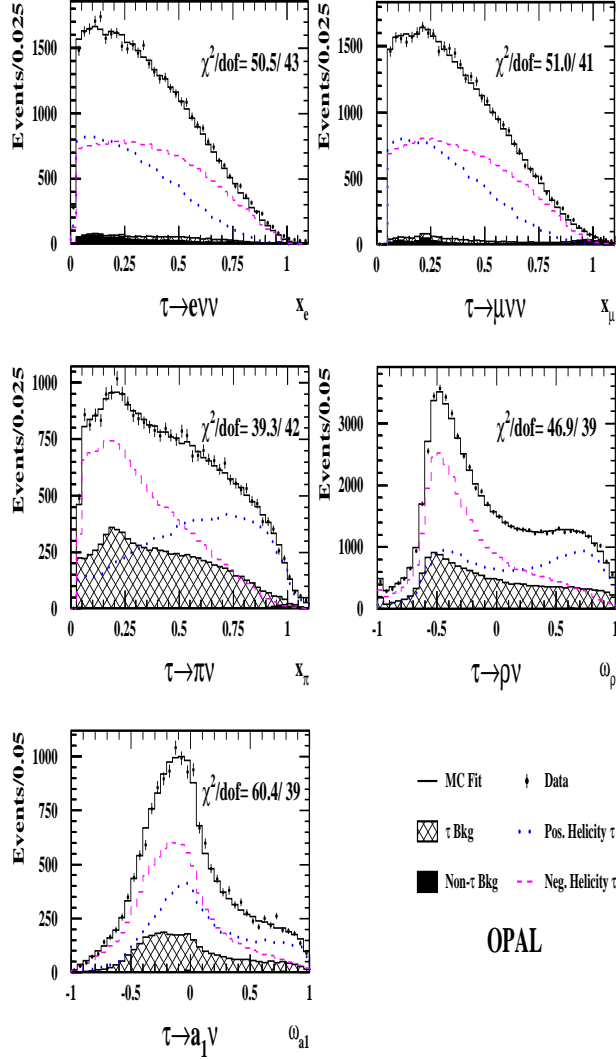 Events/0.025
1500
1000
500
0
χ²/dof= 50.5/ 43
0 0.25 0.5 0.75 1
τ→eνν
x_e
Events/0.025
1500
1000
500
0
χ²/dof= 51.0/ 41
0 0.25 0.5 0.75 1
τ→μνν
x_μ
Events/0.025
1000
750
500
250
0
χ²/dof= 39.3/ 42
0 0.25 0.5 0.75 1
τ→πν
x_π
Events/0.05
3000
2000
1000
0
χ²/dof= 46.9/ 39
-1 -0.5 0 0.5 1
τ→ρν
ω_ρ
Events/0.05
1000
750
500
250
0
χ²/dof= 60.4/ 39
-1 -0.5 0 0.5 1
τ→a₁ν
ω_a1
MC Fit
Data
τ Bkg
Pos. Helicity τ
Non-τ Bkg
Neg. Helicity τ
OPAL